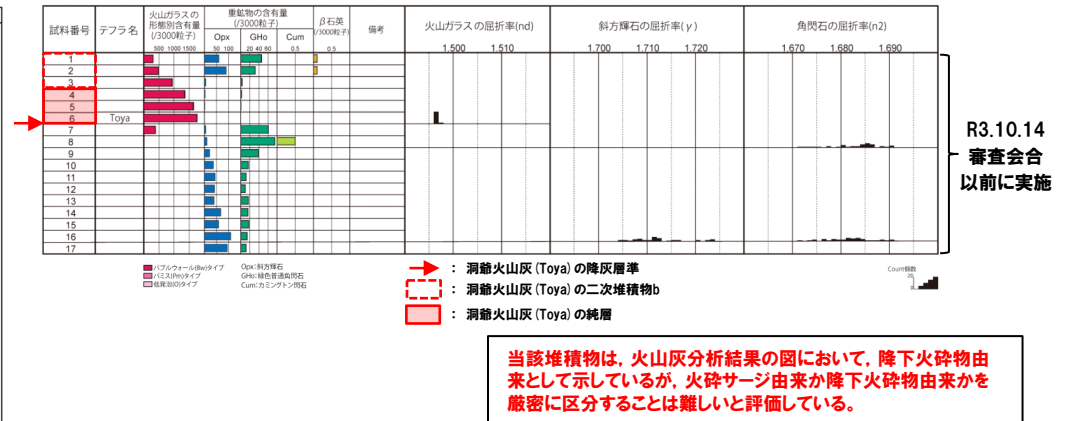 試料番号 テフラ名 火山ガラスの形態別含有量(/3000粒子) 重鉱物の含有量(/3000粒子) β石英(/3000粒子) 備考 火山ガラスの屈折率(nd) 斜方輝石の屈折率(γ) 角閃石の屈折率(n2)
Opx GHo Cum
500 1000 1500 50 100 20 40 60 0.5 0.5 1.500 1.510 1.700 1.710 1.720 1.670 1.680 1.690
1
2
3
4
5
6 Toya
7
8
9
10
11
12
13
14
15
16
17
R3.10.14
審査会合
以前に実施
バブルウォール(Bw)タイプ Opx:斜方輝石
パミス(Pm)タイプ GHo:緑色普通角閃石
低発泡(O)タイプ Cum:カミングトン閃石
: 洞爺火山灰(Toya)の降灰層準
: 洞爺火山灰(Toya)の二次堆積物b
: 洞爺火山灰(Toya)の純層
Count個数
20
当該堆積物は，火山灰分析結果の図において，降下火砕物由
来として示しているが，火砕サージ由来か降下火砕物由来かを
厳密に区分することは難しいと評価している。